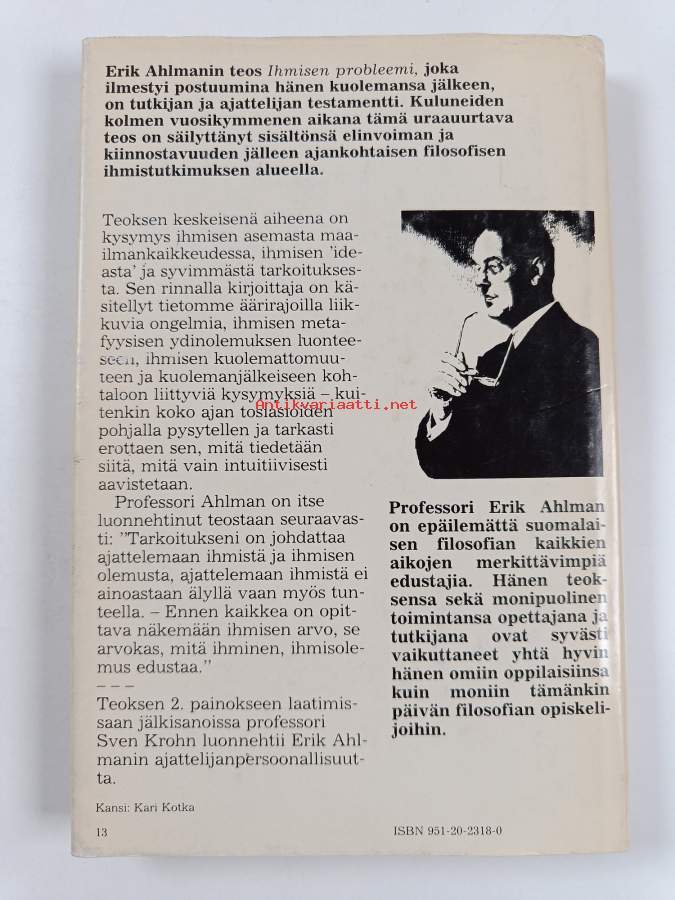 Erik Ahlmanin teos Ihmisen probleemi, joka
ilmestyi postuumina hänen kuolemansa jälkeen,
on tutkijan ja ajattelijan testamentti. Kuluneiden
kolmen vuosikymmenen aikana tämä uraauurtava
teos on säilyttänyt sisältönsä elinvoiman ja
kiinnostavuuden jälleen ajankohtaisen filosofisen
ihmistutkimuksen alueella.
Teoksen keskeisenä aiheena on
kysymys ihmisen asemasta maa-
ilmankaikkeudessa, ihmisen 'ide-
asta' ja syvimmästä tarkoitukses-
ta. Sen rinnalla kirjoittaja on kä-
sitellyt tietomme äärirajoilla liik-
kuvia ongelmia, ihmisen meta-
fyysisen ydinolemuksen luontee-
seen, ihmisen kuolemattomuu-
teen ja kuolemanjälkeiseen koh-
taloon liittyviä kysymyksiä – kui-
tenkin koko ajan tosiasioiden
pohjalla pysytellen ja tarkasti
erottaen sen, mitä tiedetään
siitä, mitä vain intuitiivisesti
aavistetaan.
Professori Ahlman on itse
luonnehtinut teostaan seuraavas-
ti: "Tarkoitukseni on johdattaa
ajattelemaan ihmistä ja ihmisen
olemusta, ajattelemaan ihmistä ei
ainoastaan älyllä vaan myös tun-
teella. – Ennen kaikkea on opit-
tava näkemään ihmisen arvo, se
arvokas, mitä ihminen, ihmisole-
mus edustaa."
– – –
Teoksen 2. painokseen laatimis-
saan jälkisanoissa professori
Sven Krohn luonnehtii Erik Ahl-
manin ajattelijanpersoonallisuut-
ta.
Kansi: Kari Kotka
13
Antikvariaatti.net
Professori Erik Ahlman
on epäilemättä suomalai-
sen filosofian kaikkien
aikojen merkittävimpiä
edustajia. Hänen teok-
sensa sekä monipuolinen
toimintansa opettajana ja
tutkijana ovat syvästi
vaikuttaneet yhtä hyvin
hänen omiin oppilaisiinsa
kuin moniin tämänkin
päivän filosofian opiskeli-
joihin.
ISBN 951-20-2318-0